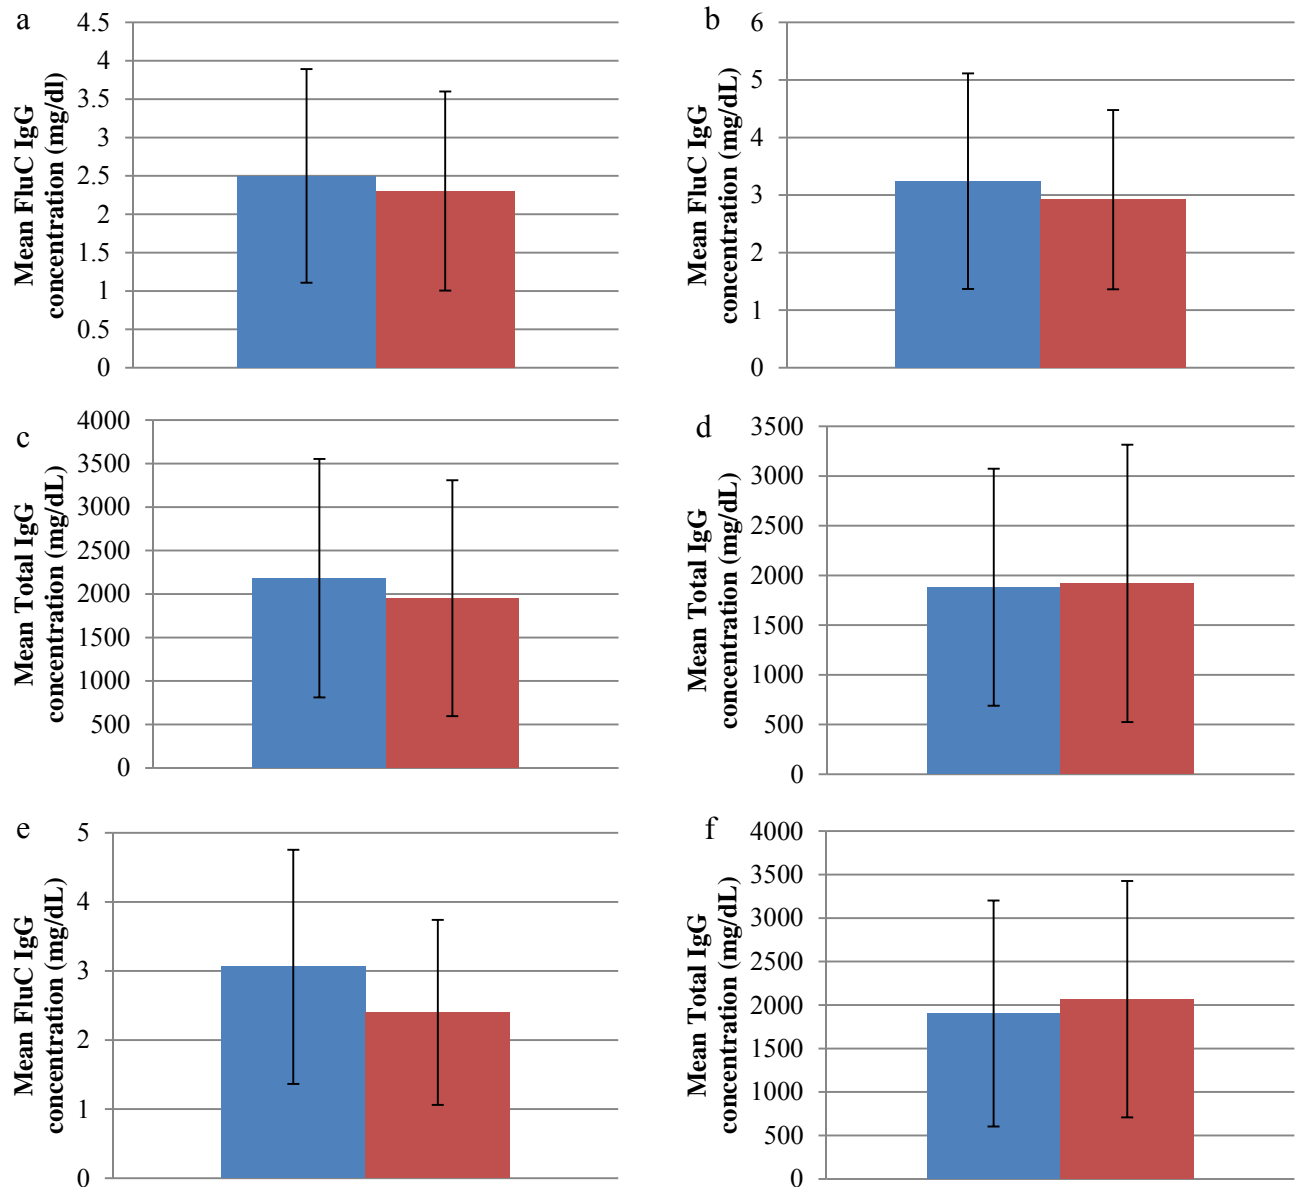 a
Mean FluC IgG
concentration (mg/dl)
4.5
4
3.5
3
2.5
2
1.5
1
0.5
0
b
Mean FluC IgG
concentration (mg/dL)
6
5
4
3
2
1
0
c
Mean Total IgG
concentration (mg/dL)
4000
3500
3000
2500
2000
1500
1000
500
0
d
Mean Total IgG
concentration (mg/dL)
3500
3000
2500
2000
1500
1000
500
0
e
Mean FluC IgG
concentration (mg/dL)
5
4
3
2
1
0
f
Mean Total IgG
concentration (mg/dL)
4000
3500
3000
2500
2000
1500
1000
500
0